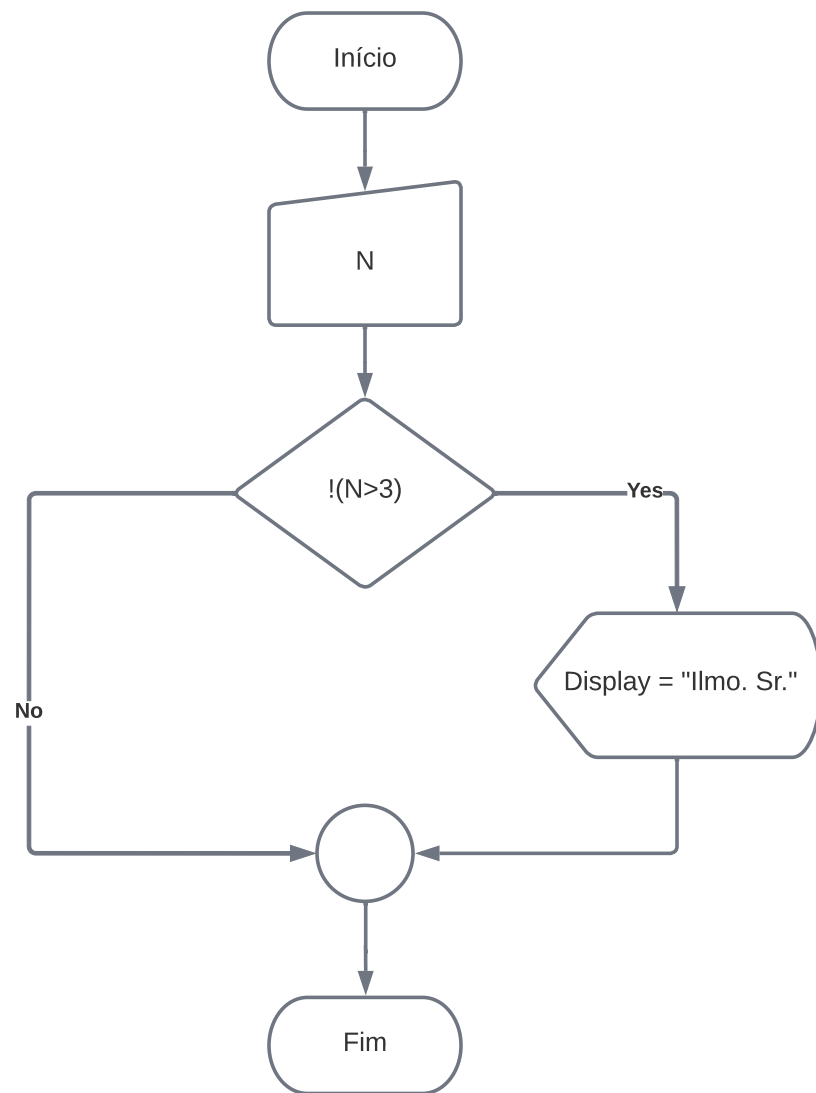 Início
N
!(N>3)
Yes
Display = "Ilmo. Sr."
No
Fim